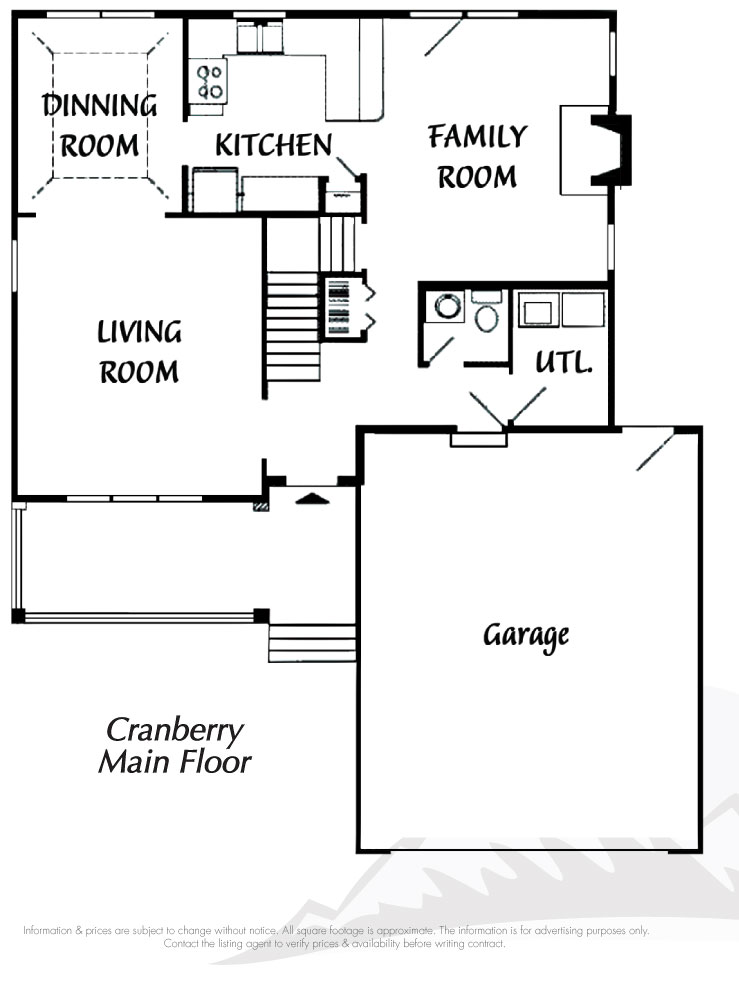 DINNING
ROOM
KITCHEN
FAMILY
ROOM
LIVING
ROOM
UTL.
Garage
Cranberry
Main Floor
Information & prices are subject to change without notice. All square footage is approximate. The information is for advertising purposes only.
Contact the listing agent to verify prices & availability before writing contract.